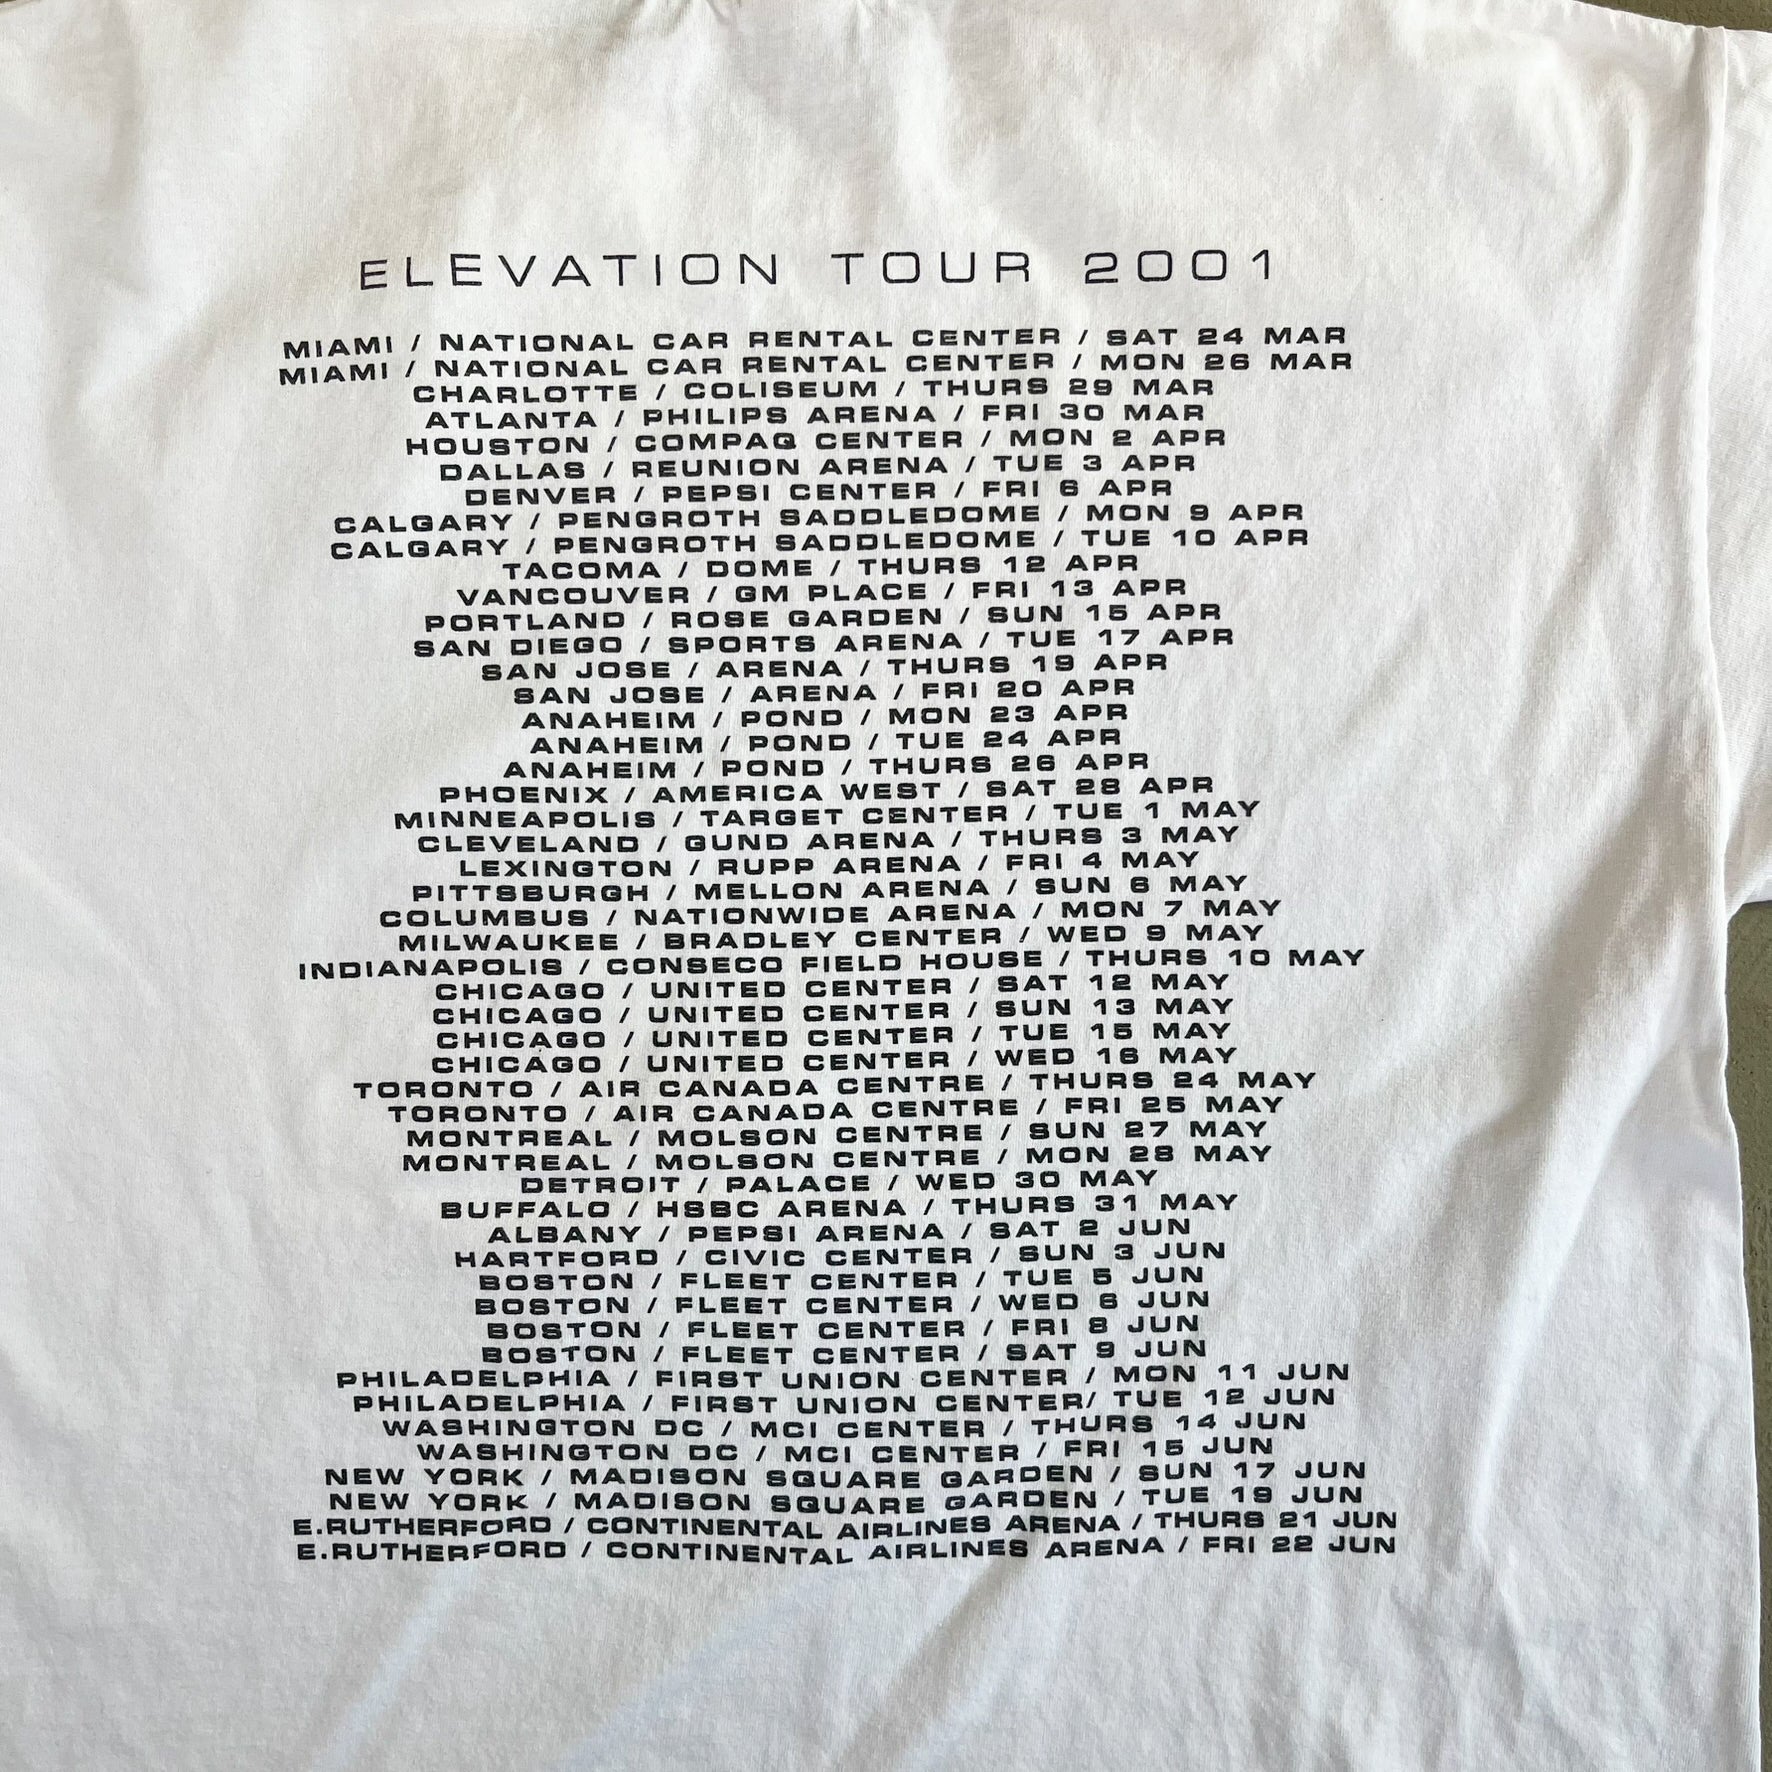 ELEVATION TOUR 2001
MIAMI / NATIONAL CAR RENTAL CENTER / SAT 24 MAR
MIAMI / NATIONAL CAR RENTAL CENTER / MON 26 MAR
CHARLOTTE / COLISEUM / THURS 29 MAR
ATLANTA / PHILIPS ARENA / FRI 30 MAR
HOUSTON / COMPAQ CENTER / MON 2 APR
DALLAS / REUNION ARENA / TUE 3 APR
DENVER / PEPSI CENTER / FRI 6 APR
CALGARY / PENGROTH SADDLEDOME / MON 9 APR
CALGARY / PENGROTH SADDLEDOME / TUE 10 APR
TACOMA / DOME / THURS 12 APR
VANCOUVER / GM PLACE / FRI 13 APR
PORTLAND / ROSE GARDEN / SUN 15 APR
SAN DIEGO / SPORTS ARENA / TUE 17 APR
SAN JOSE / ARENA / THURS 19 APR
SAN JOSE / ARENA / FRI 20 APR
ANAHEIM / POND / MON 23 APR
ANAHEIM / POND / TUE 24 APR
ANAHEIM / POND / THURS 26 APR
PHOENIX / AMERICA WEST / SAT 28 APR
MINNEAPOLIS / TARGET CENTER / TUE 1 MAY
CLEVELAND / GUND ARENA / THURS 3 MAY
LEXINGTON / RUPP ARENA / FRI 4 MAY
PITTSBURGH / MELLON ARENA / SUN 6 MAY
COLUMBUS / NATIONWIDE ARENA / MON 7 MAY
MILWAUKEE / BRADLEY CENTER / WED 9 MAY
INDIANAPOLIS / CONSECO FIELD HOUSE / THURS 10 MAY
CHICAGO / UNITED CENTER / SAT 12 MAY
CHICAGO / UNITED CENTER / SUN 13 MAY
CHICAGO / UNITED CENTER / TUE 15 MAY
CHICAGO / UNITED CENTER / WED 16 MAY
TORONTO / AIR CANADA CENTRE / THURS 24 MAY
TORONTO / AIR CANADA CENTRE / FRI 25 MAY
MONTREAL / MOLSON CENTRE / SUN 27 MAY
MONTREAL / MOLSON CENTRE / MON 28 MAY
DETROIT / PALACE / WED 30 MAY
BUFFALO / HSBC ARENA / THURS 31 MAY
ALBANY / PEPSI ARENA / SAT 2 JUN
HARTFORD / CIVIC CENTER / SUN 3 JUN
BOSTON / FLEET CENTER / TUE 5 JUN
BOSTON / FLEET CENTER / WED 6 JUN
BOSTON / FLEET CENTER / FRI 8 JUN
BOSTON / FLEET CENTER / SAT 9 JUN
PHILADELPHIA / FIRST UNION CENTER / MON 11 JUN
PHILADELPHIA / FIRST UNION CENTER/ TUE 12 JUN
WASHINGTON DC / MCI CENTER / THURS 14 JUN
WASHINGTON DC / MCI CENTER / FRI 15 JUN
NEW YORK / MADISON SQUARE GARDEN / SUN 17 JUN
NEW YORK / MADISON SQUARE GARDEN / TUE 19 JUN
E.RUTHERFORD / CONTINENTAL AIRLINES ARENA / THURS 21 JUN
E.RUTHERFORD / CONTINENTAL AIRLINES ARENA / FRI 22 JUN